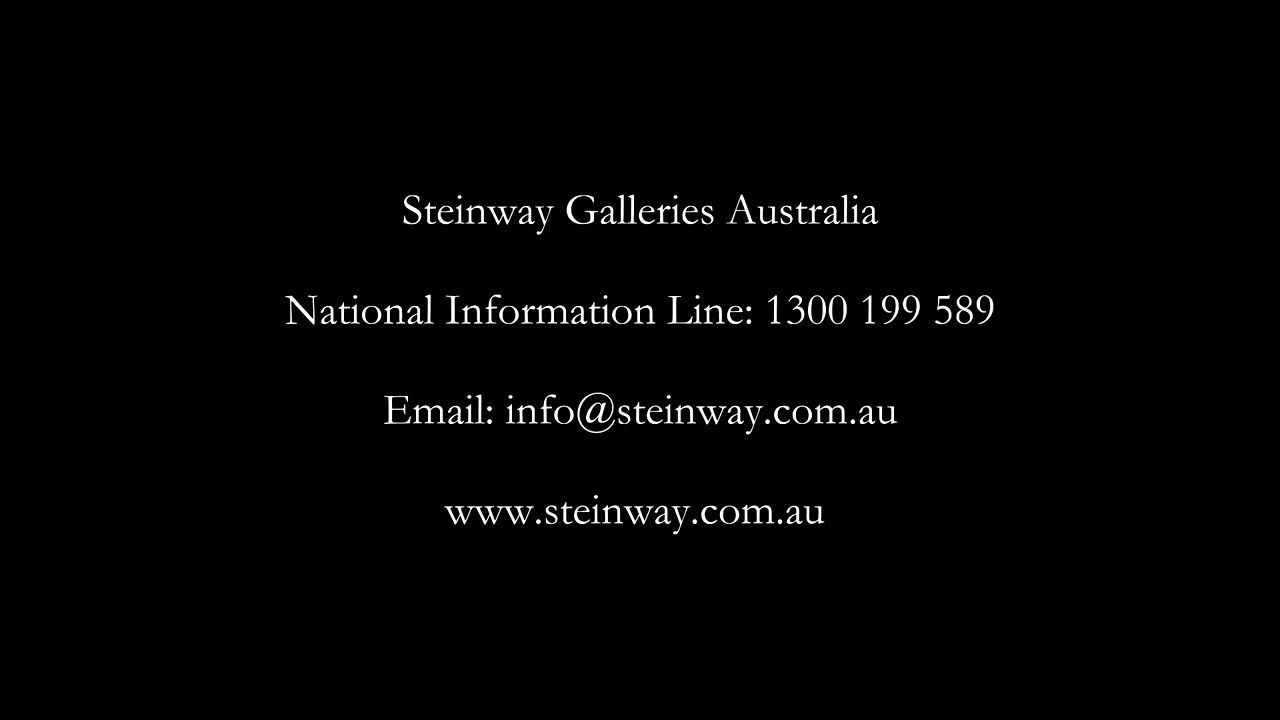 Steinway Galleries Australia
National Information Line: 1300 199 589
Email: info@steinway.com.au
www.steinway.com.au